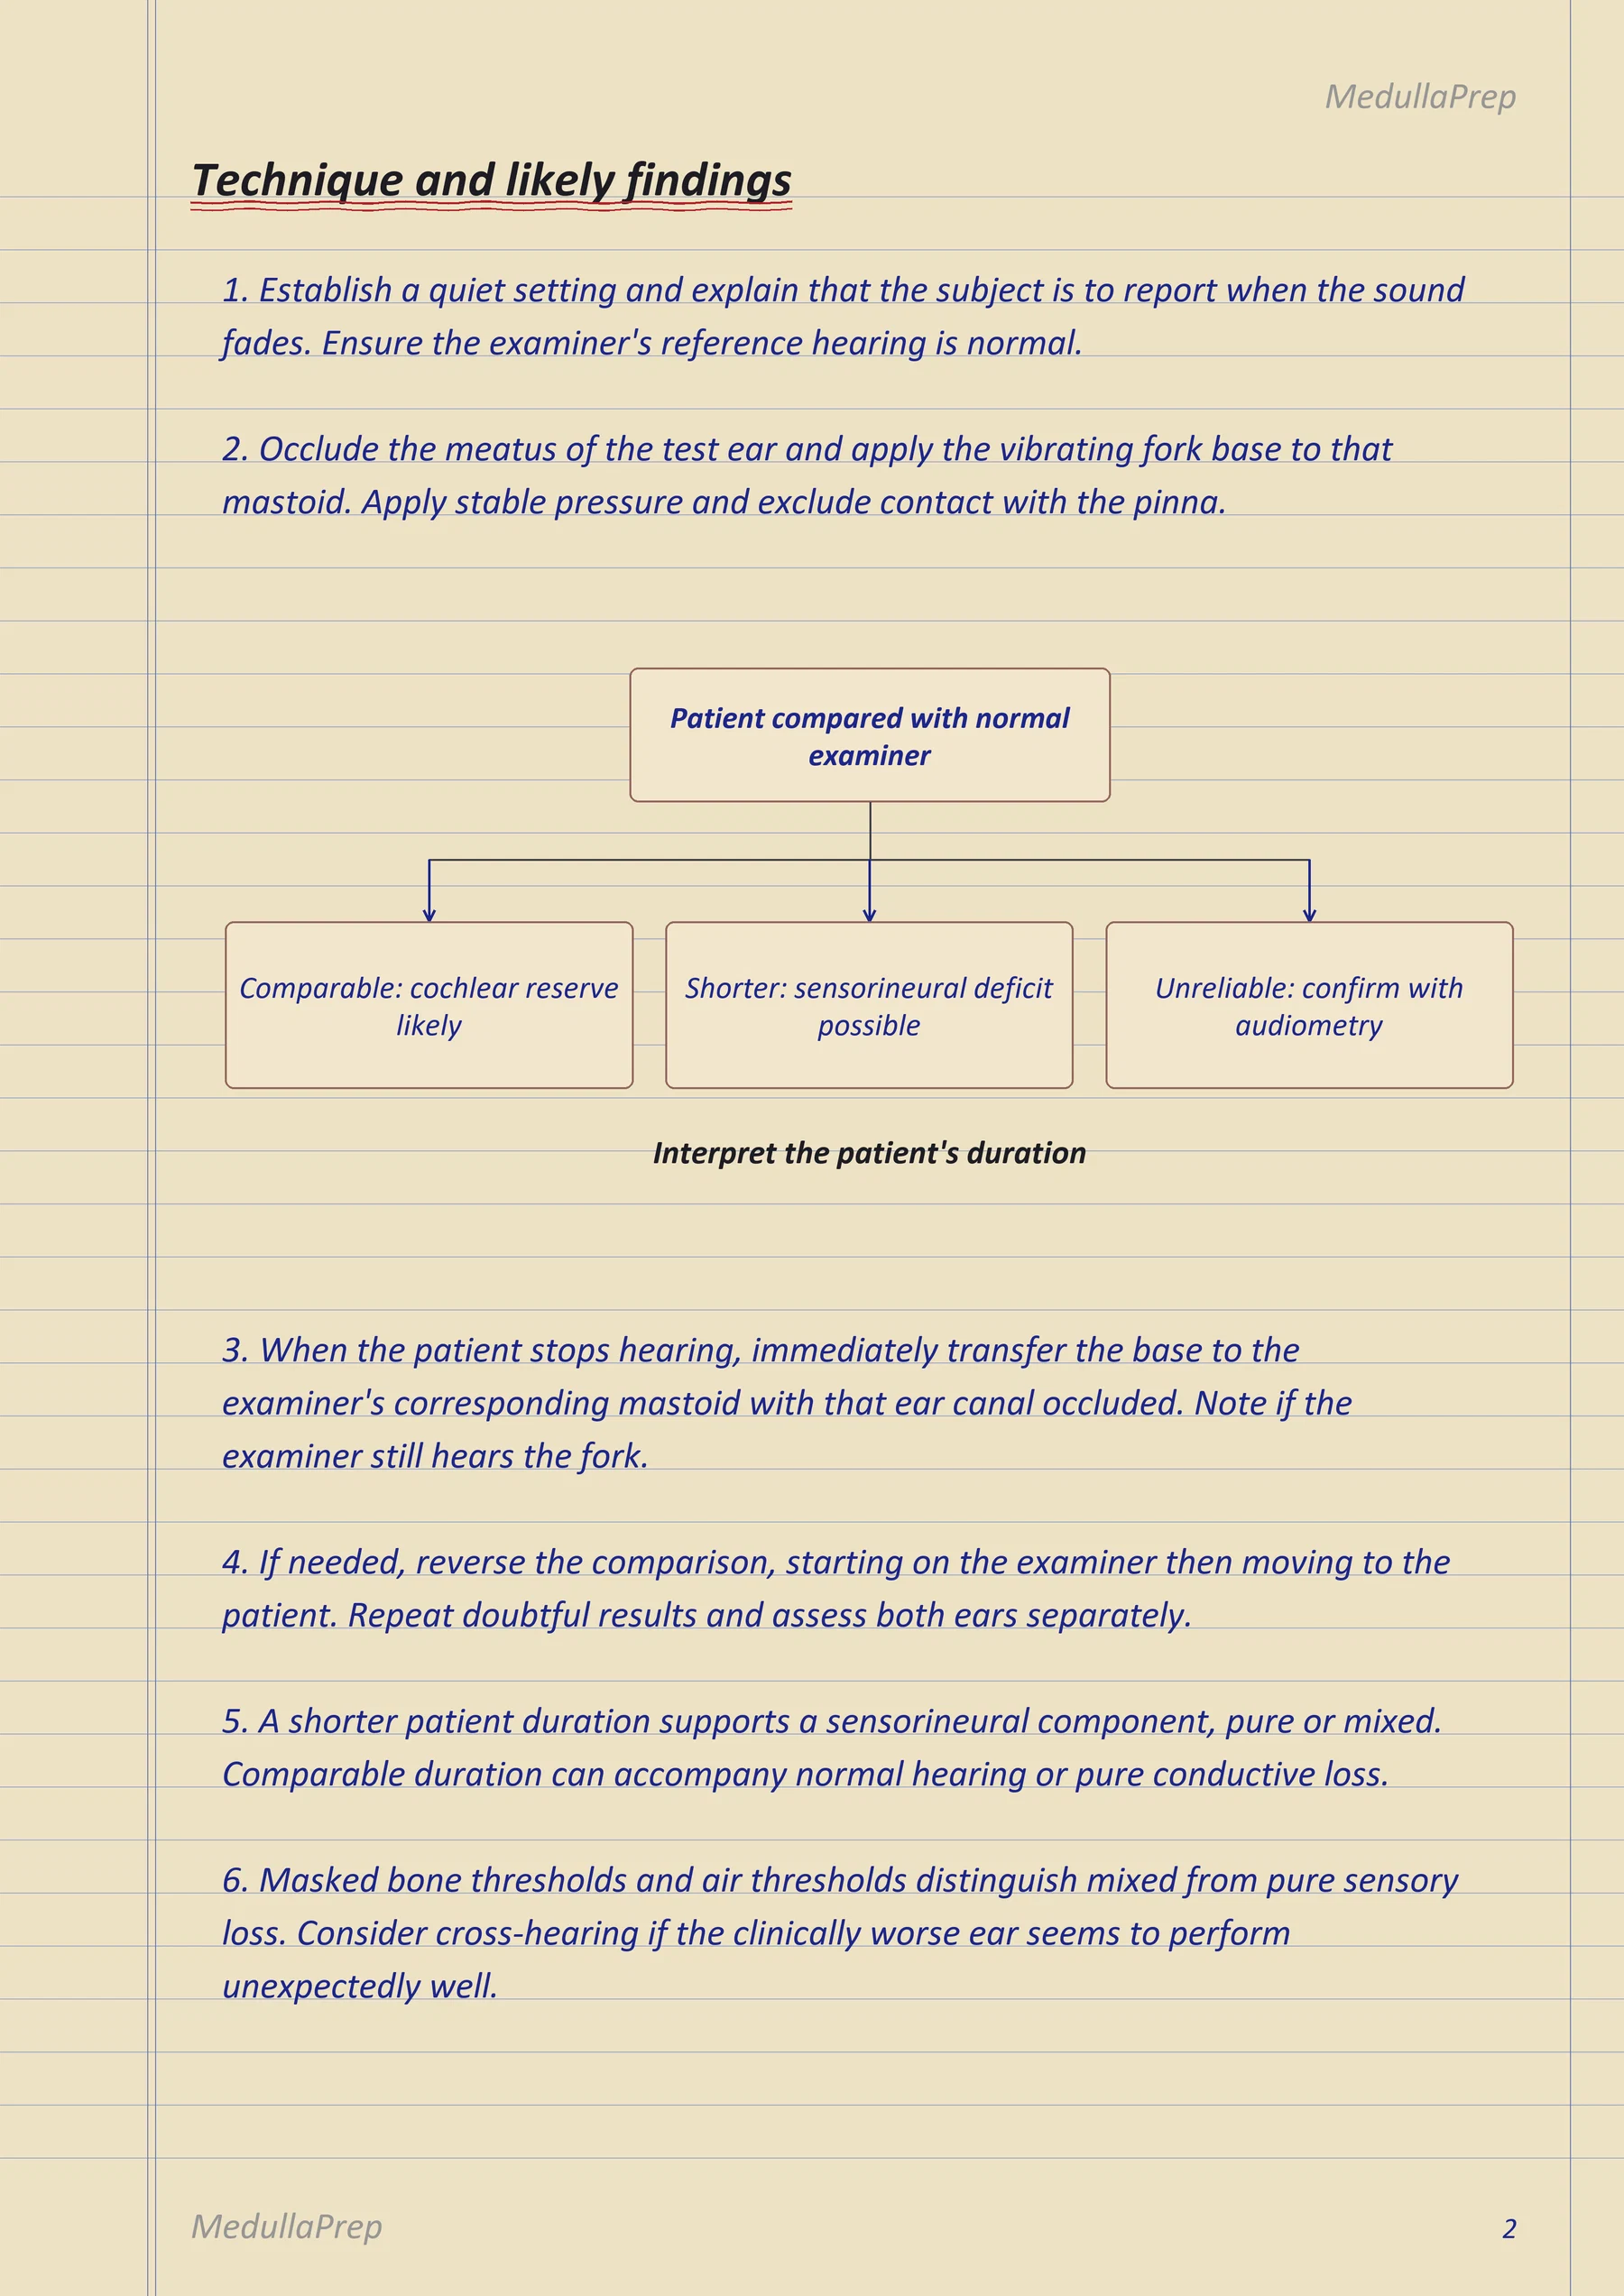 MedullaPrep
Technique and likely findings
1. Establish a quiet setting and explain that the subject is to report when the sound
fades. Ensure the examiner's reference hearing is normal.
2. Occlude the meatus of the test ear and apply the vibrating fork base to that
mastoid. Apply stable pressure and exclude contact with the pinna.
Patient compared with normal
examiner
Comparable: cochlear reserve
likely
Shorter: sensorineural deficit
possible
Unreliable: confirm with
audiometry
Interpret the patient's duration
3. When the patient stops hearing, immediately transfer the base to the
examiner's corresponding mastoid with that ear canal occluded. Note if the
examiner still hears the fork.
4. If needed, reverse the comparison, starting on the examiner then moving to the
patient. Repeat doubtful results and assess both ears separately.
5. A shorter patient duration supports a sensorineural component, pure or mixed.
Comparable duration can accompany normal hearing or pure conductive loss.
6. Masked bone thresholds and air thresholds distinguish mixed from pure sensory
loss. Consider cross-hearing if the clinically worse ear seems to perform
unexpectedly well.
MedullaPrep
2